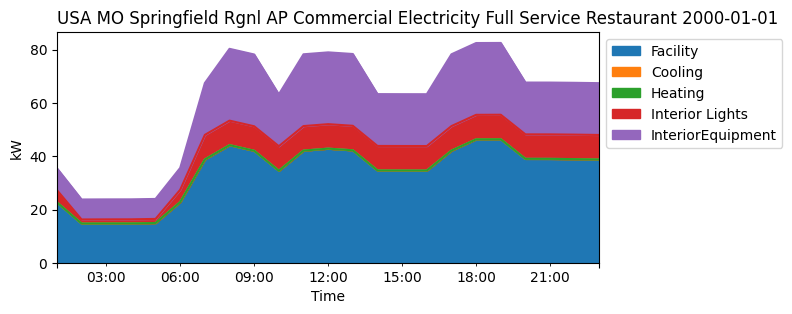 USA MO Springfield Rgnl AP Commercial Electricity Full Service Restaurant 2000-01-01
80
60
40
20
0
kW
03:00 06:00 09:00 12:00 15:00 18:00 21:00
Time
Facility
Cooling
Heating
Interior Lights
InteriorEquipment